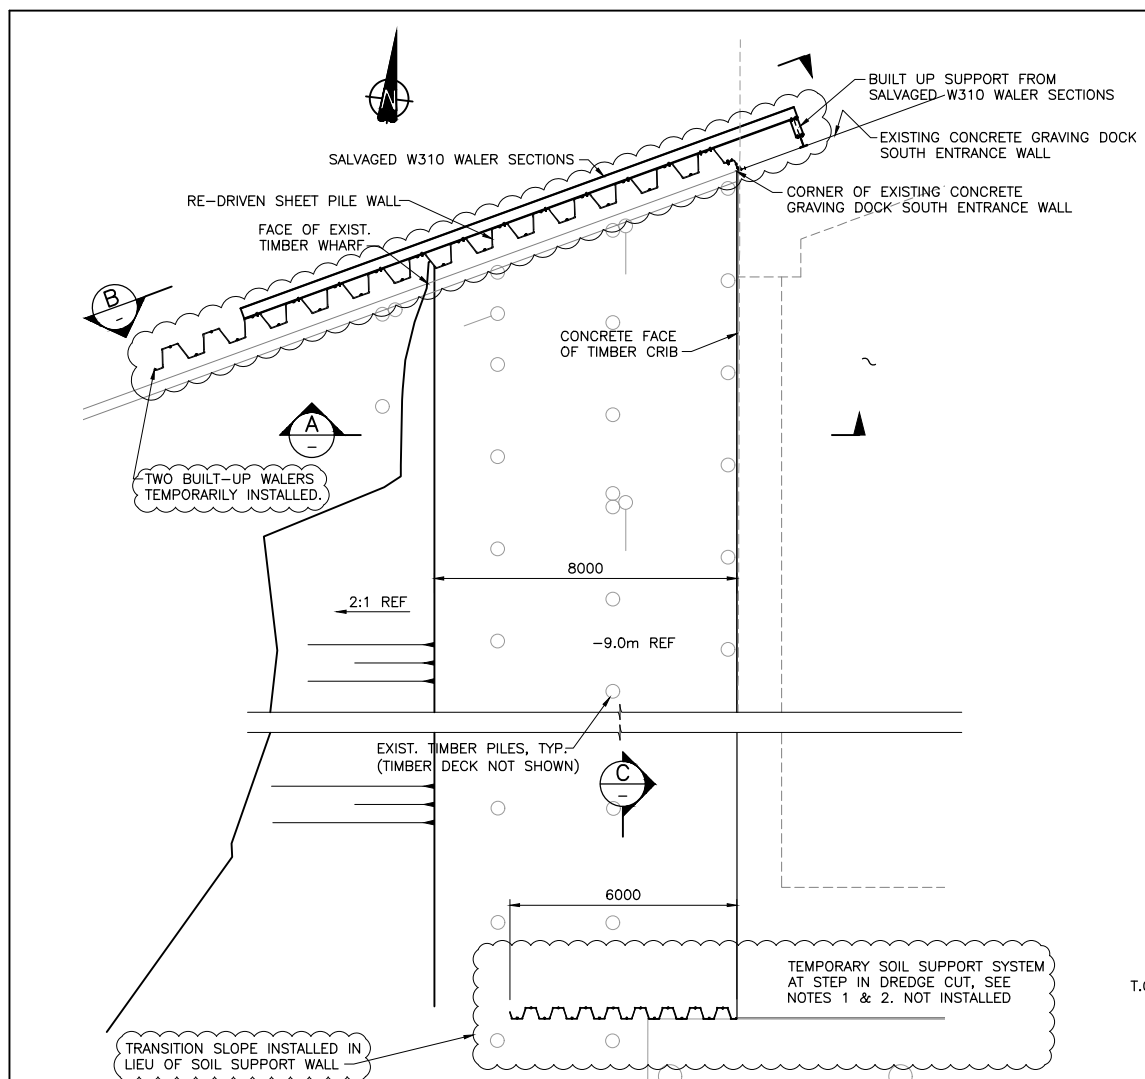 N
BUILT UP SUPPORT FROM
SALVAGED W310 WALER SECTIONS
EXISTING CONCRETE GRAVING DOCK
SOUTH ENTRANCE WALL
SALVAGED W310 WALER SECTIONS
CORNER OF EXISTING CONCRETE
GRAVING DOCK SOUTH ENTRANCE WALL
RE-DRIVEN SHEET PILE WALL
FACE OF EXIST.
TIMBER WHARF
B
-
CONCRETE FACE
OF TIMBER CRIB
A
-
TWO BUILT-UP WALERS
TEMPORARILY INSTALLED.
8000
2:1 REF
-9.0m REF
EXIST. TIMBER PILES, TYP.
(TIMBER DECK NOT SHOWN)
C
-
6000
TEMPORARY SOIL SUPPORT SYSTEM
AT STEP IN DREDGE CUT, SEE
NOTES 1 & 2. NOT INSTALLED
TRANSITION SLOPE INSTALLED IN
LIEU OF SOIL SUPPORT WALL